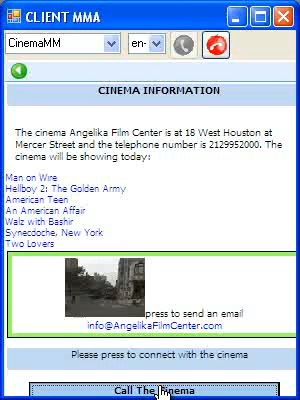 CLIENT MMA
CinemaMM
en-
CINEMA INFORMATION
The cinema Angelika Film Center is at 18 West Houston at
Mercer Street and the telephone number is 2129952000. The
cinema will be showing today:
Man on Wire
Hellboy 2: The Golden Army
American Teen
An American Affair
Walz with Bashir
Synecdoche, New York
Two Lovers
press to send an email
info@AngelikaFilmCenter.com
Please press to connect with the cinema
Call The Cinema